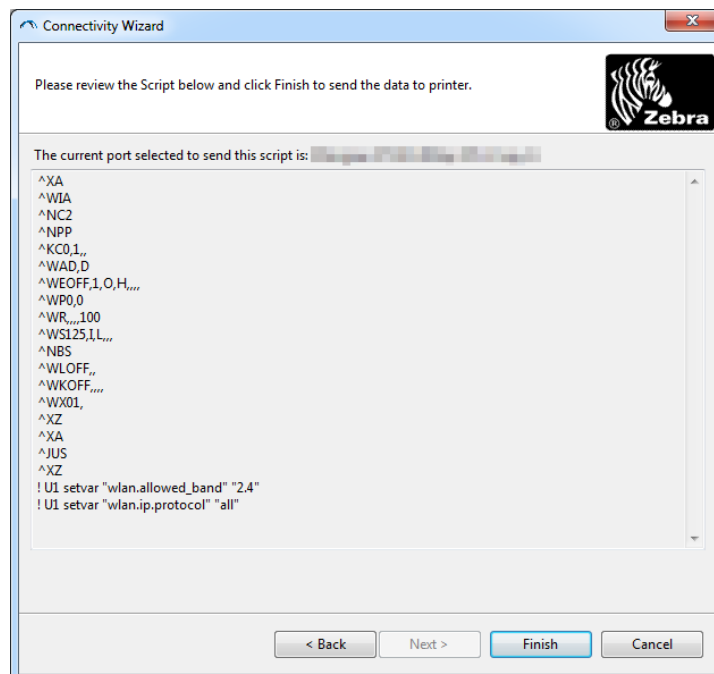 Connectivity Wizard
Please review the Script below and click Finish to send the data to printer.
® Zebra
The current port selected to send this script is:
^XA
^WIA
^NC2
^NPP
^KC0,1,,
^WAD,D
^WEOFF,1,O,H,,,,
^WP0,0
^WR,,,,100
^WS125,I,L,,,
^NBS
^WLOFF,,
^WKOFF,,,,
^WX01,
^XZ
^XA
^JUS
^XZ
! U1 setvar "wlan.allowed_band" "2.4"
! U1 setvar "wlan.ip.protocol" "all"
< Back
Next >
Finish
Cancel